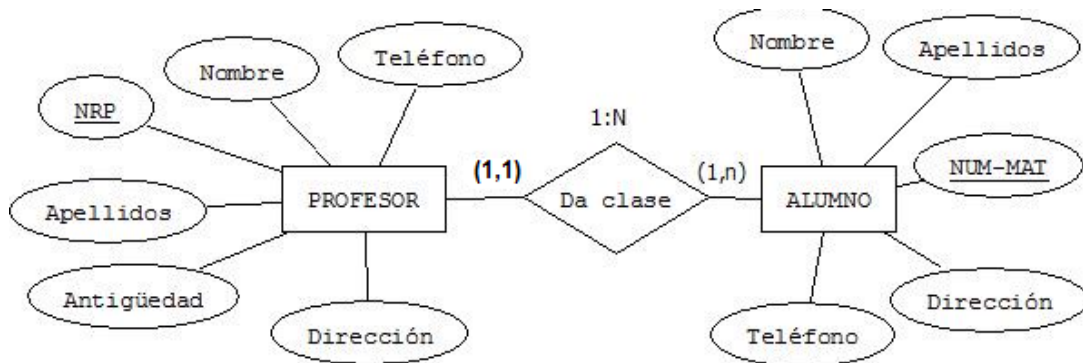 Nombre
Teléfono
NRP
Apellidos
Antigüedad
Dirección
PROFESOR
(1,1)
1:N
Da clase
(1,n)
ALUMNO
Nombre
Apellidos
NUM-MAT
Dirección
Teléfono